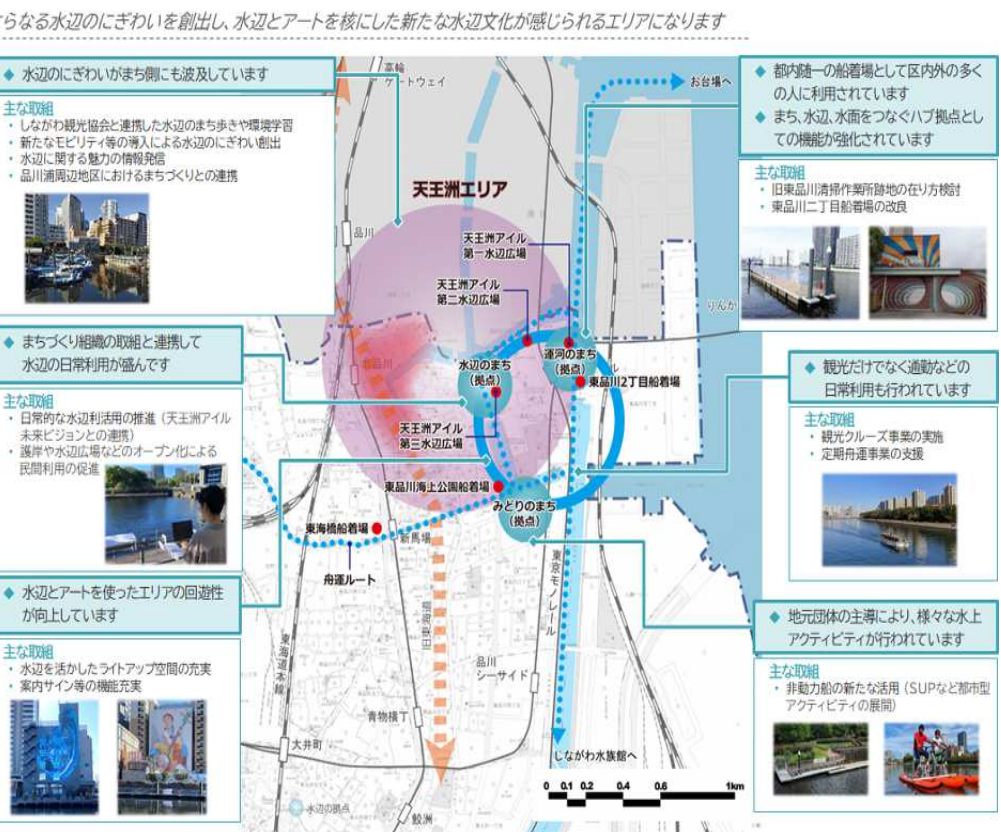 らなる水辺のにぎわいを創出し、水辺とアートを核にした新たな水辺文化が感じられるエリアになります
◆ 水辺のにぎわいがまち側にも波及しています
主な取組
・ しながわ観光協会と連携した水辺のまち歩きや環境学習
・ 新たなモビリティ等の導入による水辺のにぎわい創出
・ 水辺に関する魅力の情報発信
・ 品川浦周辺地区におけるまちづくりとの連携
◆ まちづくり組織の取組と連携して
水辺の日常利用が盛んです
主な取組
・ 日常的な水辺利活用の推進（天王洲アイル
未来ビジョンとの連携）
・ 護岸や水辺広場などのオープン化による
民間利用の促進
◆ 水辺とアートを使ったエリアの回遊性
が向上しています
主な取組
・ 水辺を活かしたライトアップ空間の充実
・ 案内サイン等の機能充実
高輪
ゲートウェイ
お台場へ
天王洲エリア
品川
天王洲アイル
第一水辺広場
天王洲アイル
第二水辺広場
りんか
北品川
水辺のまち
（拠点）
運河のまち
（拠点）
東品川2丁目船着場
天王洲アイル
第三水辺広場
東品川海上公園船着場
みどりのまち
（拠点）
東海橋船着場
新馬場
舟運ルート
東京モノレール
旧東海道
東海道本線
品川
シーサイド
青物横丁
大井町
しながわ水族館へ
鮫洲
水辺の拠点
0 0.1 0.2 0.4 0.6 1km
◆ 都内随一の船着場として区内外の多く
の人に利用されています
◆ まち、水辺、水面をつなぐハブ拠点とし
ての機能が強化されています
主な取組
・ 旧東品川清掃作業所跡地の在り方検討
・ 東品川二丁目船着場の改良
◆ 観光だけでなく通勤などの
日常利用も行われています
主な取組
・ 観光クルーズ事業の実施
・ 定期舟運事業の支援
◆ 地元団体の主導により、様々な水上
アクティビティが行われています
主な取組
・ 非動力船の新たな活用（SUPなど都市型
アクティビティの展開）